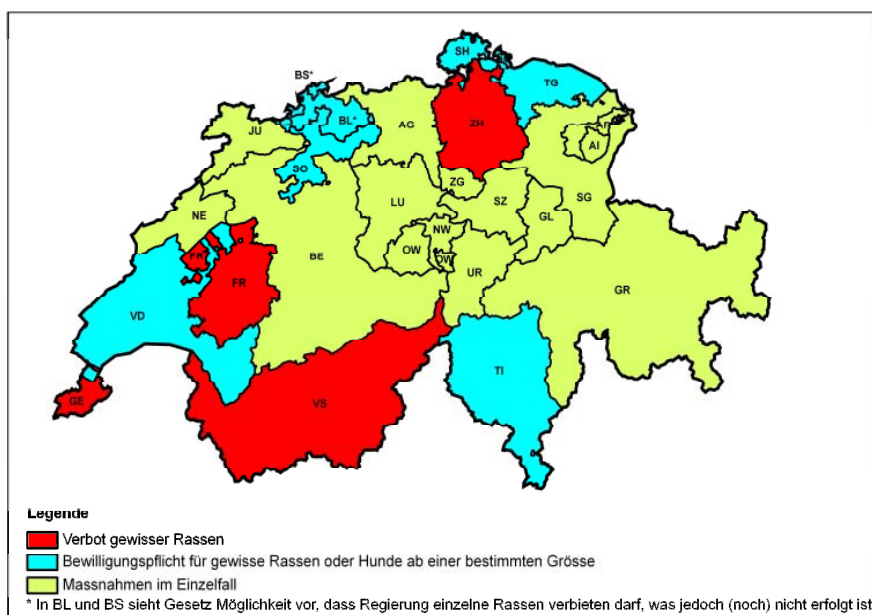 SH
BS*
TG
BL*
AG
ZH
JU
AI
SO
ZG
SZ
SG
LU
GL
NE
NW
OW
OW
BE
UR
FR
GR
VD
TI
GE
VS
Legende
Verbot gewisser Rassen
Bewilligungspflicht für gewisse Rassen oder Hunde ab einer bestimmten Grösse
Massnahmen im Einzelfall
* In BL und BS sieht Gesetz Möglichkeit vor, dass Regierung einzelne Rassen verbieten darf, was jedoch (noch) nicht erfolgt ist